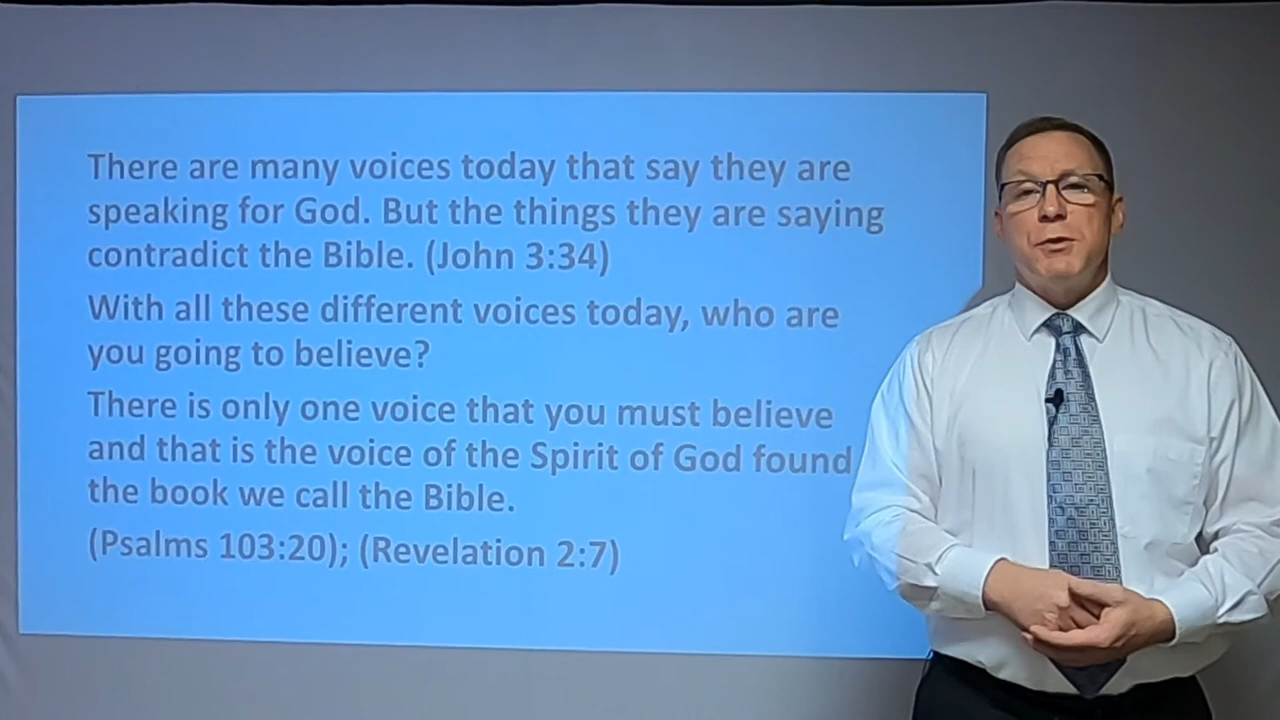 There are many voices today that say they are
speaking for God. But the things they are saying
contradict the Bible. (John 3:34)
With all these different voices today, who are
you going to believe?
There is only one voice that you must believe
and that is the voice of the Spirit of God found
the book we call the Bible.
(Psalms 103:20); (Revelation 2:7)